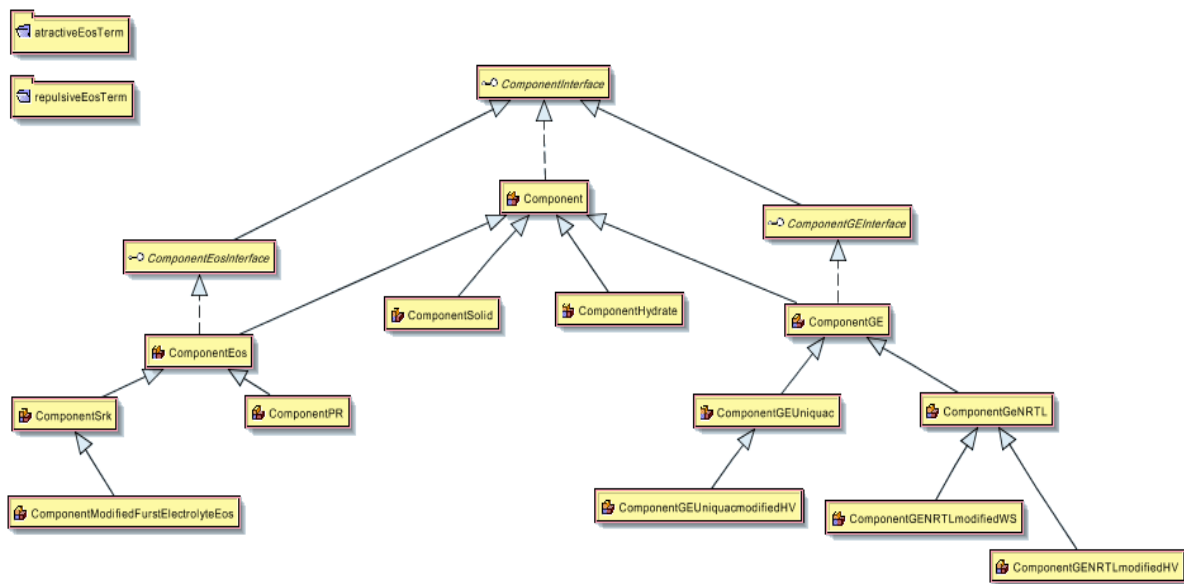 atractiveEosTerm
repulsiveEosTerm
ComponentInterface
Component
ComponentGEInterface
ComponentEosInterface
ComponentSolid
ComponentHydrate
ComponentGE
ComponentEos
ComponentSrk
ComponentPR
ComponentGEUniquac
ComponentGeNRTL
ComponentModifiedFurstElectrolyteEos
ComponentGEUniquacmodifiedHV
ComponentGENRTLmodifiedWS
ComponentGENRTLmodifiedHV